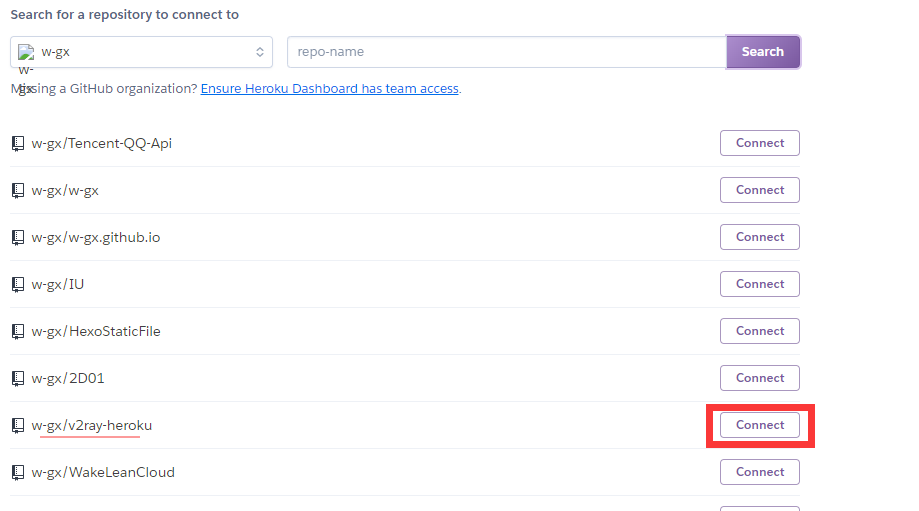 Search for a repository to connect to
w-gx
repo-name
Search
w-
gx
Missing a GitHub organization? Ensure Heroku Dashboard has team access.
w-gx/Tencent-QQ-Api Connect
w-gx/w-gx Connect
w-gx/w-gx.github.io Connect
w-gx/IU Connect
w-gx/HexoStaticFile Connect
w-gx/2D01 Connect
w-gx/v2ray-heroku Connect
w-gx/WakeLeanCloud Connect